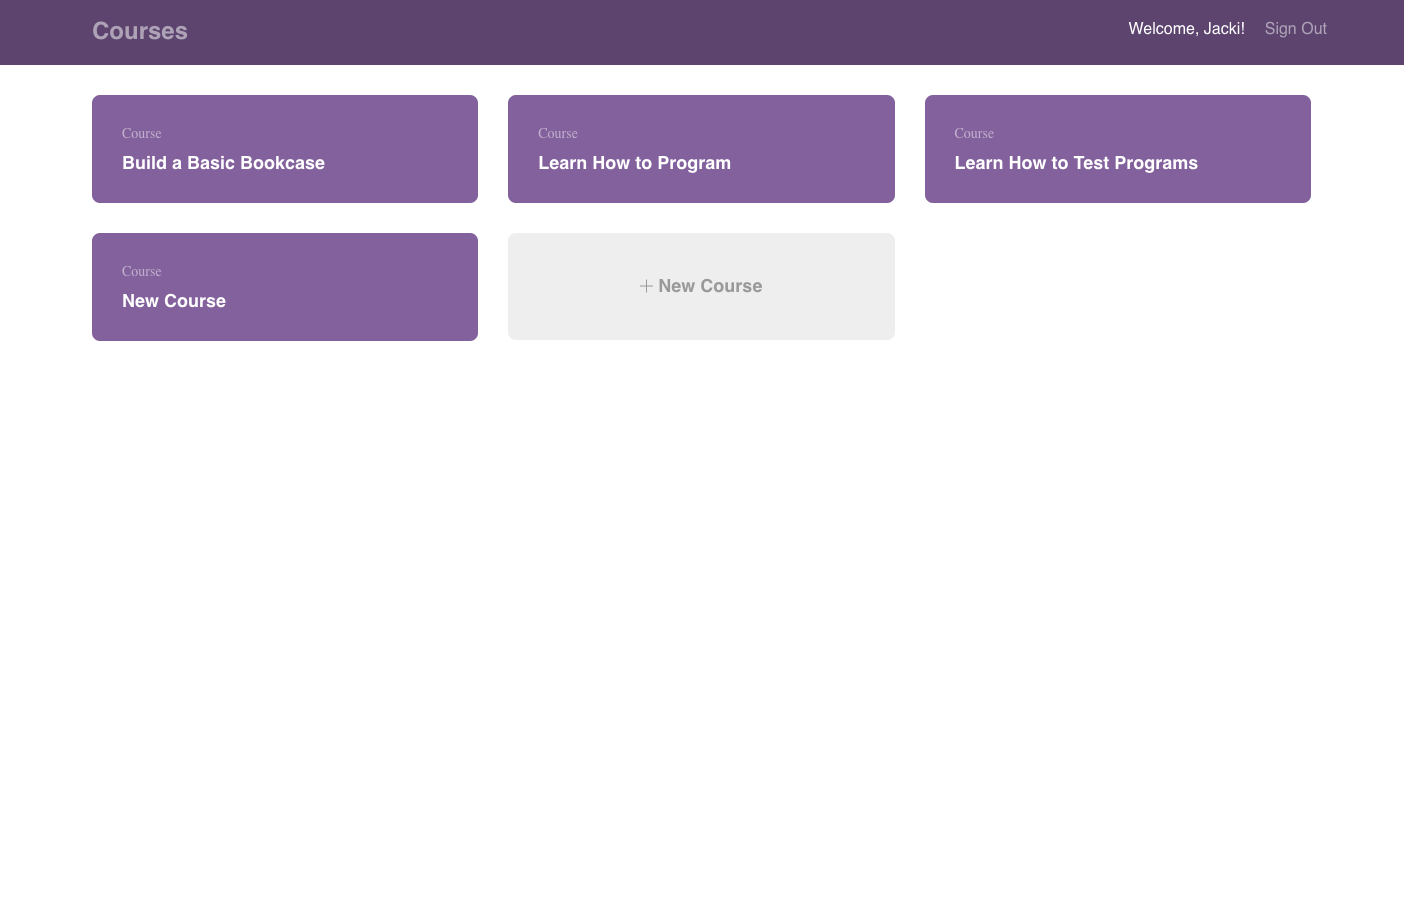 Courses
Welcome, Jacki!
Sign Out
Course
Build a Basic Bookcase
Course
Learn How to Program
Course
Learn How to Test Programs
Course
New Course
+ New Course